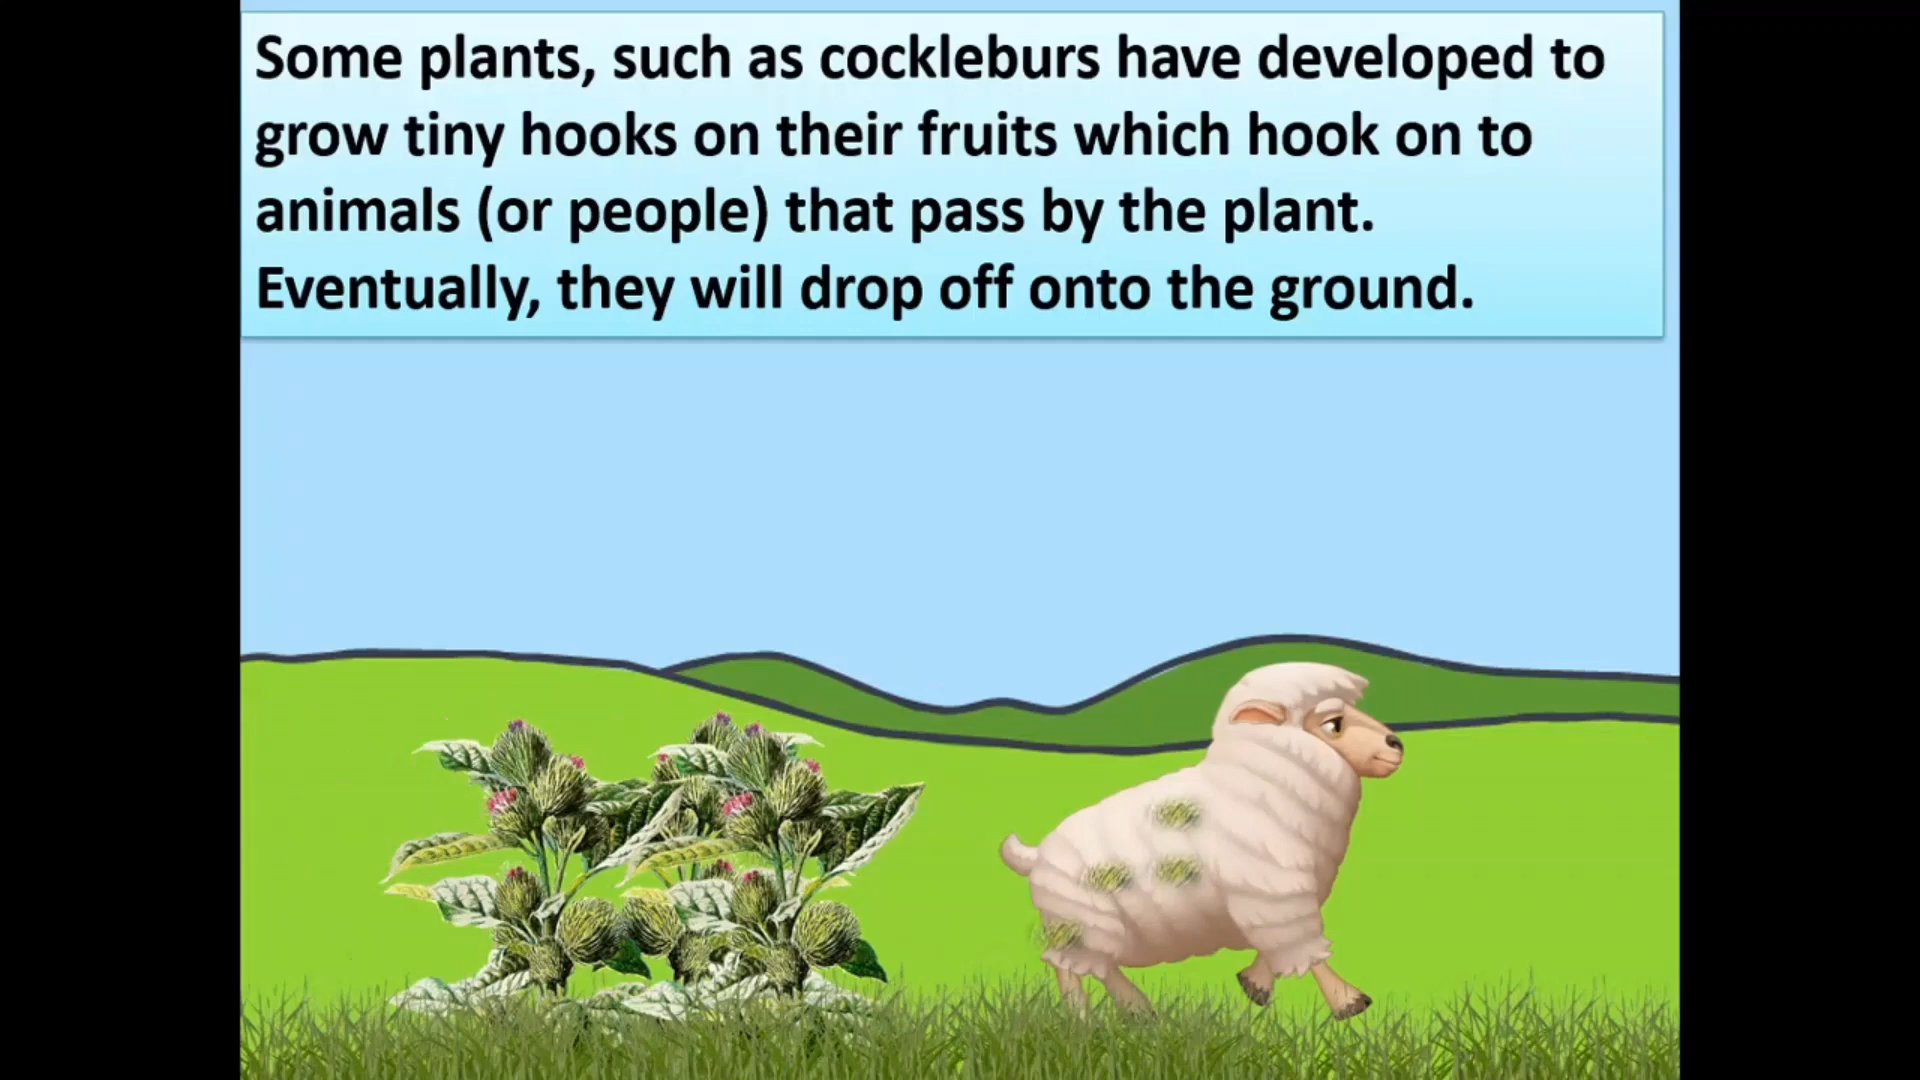 Some plants, such as cockleburs have developed to
grow tiny hooks on their fruits which hook on to
animals (or people) that pass by the plant.
Eventually, they will drop off onto the ground.